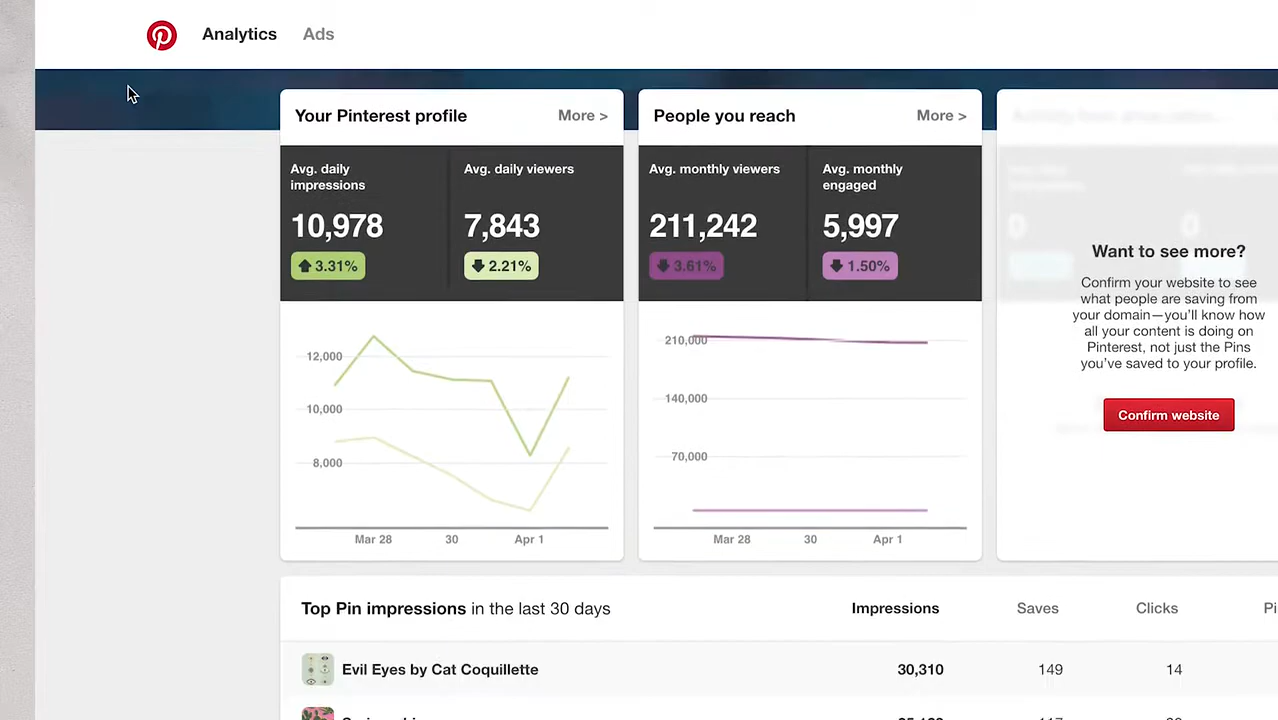 Analytics Ads
Your Pinterest profile More >
Avg. daily
impressions
10,978
3.31%
Avg. daily viewers
7,843
2.21%
12,000
10,000
8,000
Mar 28 30 Apr 1
People you reach More >
Avg. monthly viewers
211,242
3.61%
Avg. monthly
engaged
5,997
1.50%
210,000
140,000
70,000
Mar 28 30 Apr 1
0 0
Want to see more?
Confirm your website to see
what people are saving from
your domain—you'll know how
all your content is doing on
Pinterest, not just the Pins
you've saved to your profile.
Confirm website
Top Pin impressions in the last 30 days Impressions Saves Clicks Pi
Evil Eyes by Cat Coquillette 30,310 149 14